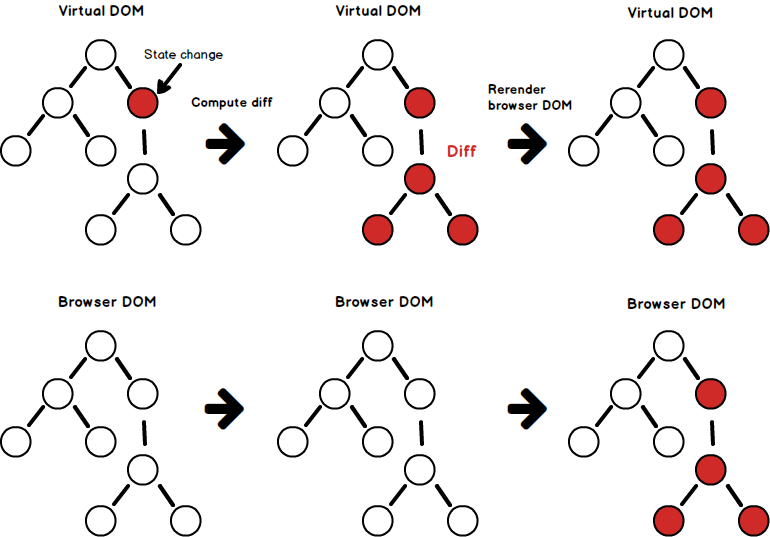 Virtual DOM
Virtual DOM
Virtual DOM
State change
Compute diff
Rerender
browser DOM
Diff
Browser DOM
Browser DOM
Browser DOM